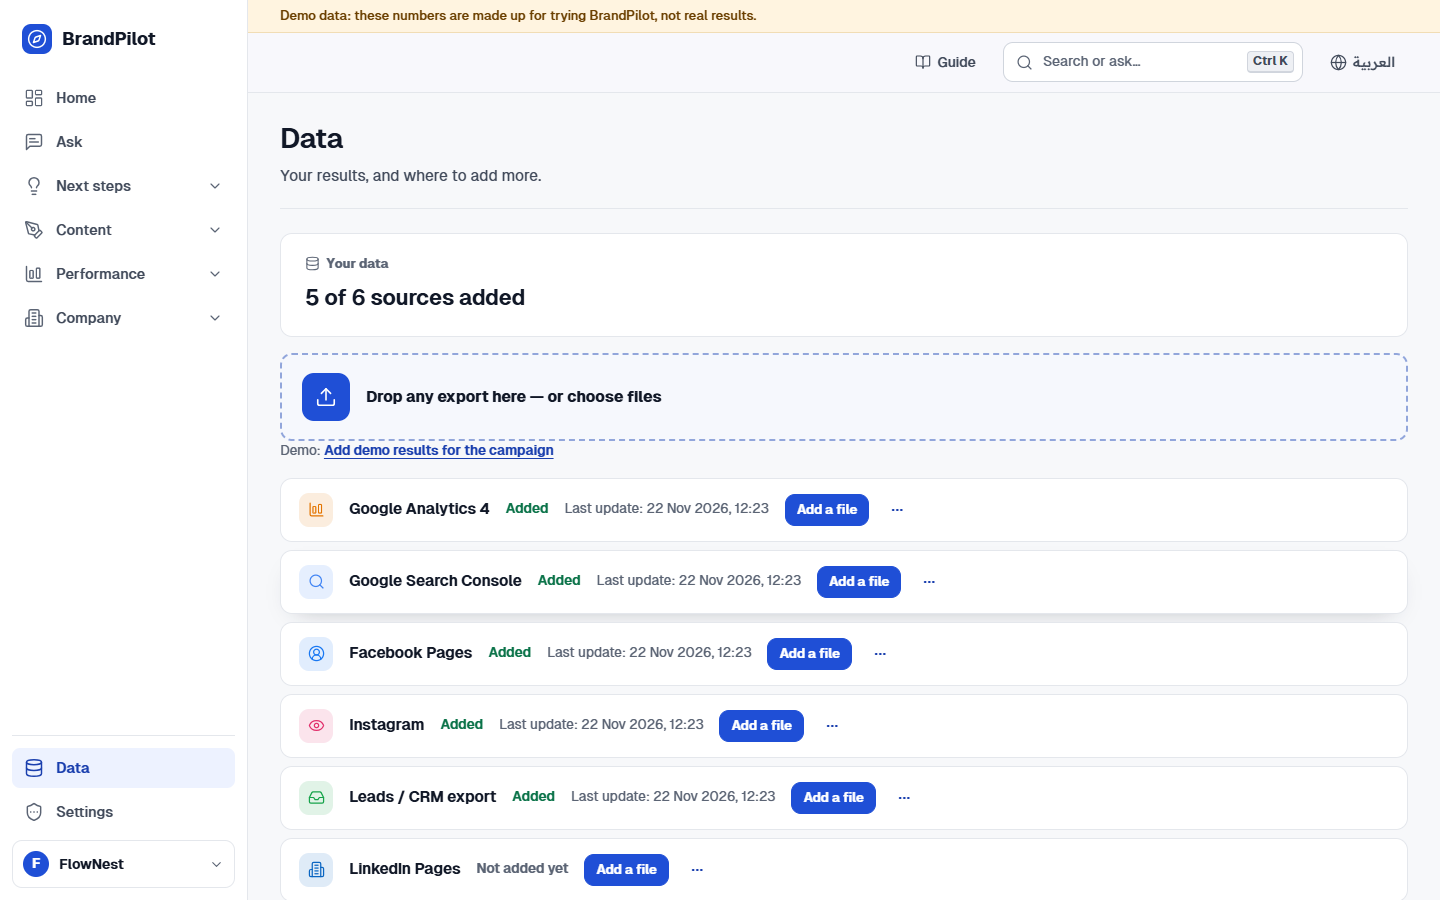 Demo data: these numbers are made up for trying BrandPilot, not real results.
BrandPilot
Guide
Search or ask...
Ctrl K
العربية
Home
Ask
Next steps
Content
Performance
Company
Data
Settings
F FlowNest
Data
Your results, and where to add more.
Your data
5 of 6 sources added
Drop any export here — or choose files
Demo: Add demo results for the campaign
Google Analytics 4 Added Last update: 22 Nov 2026, 12:23 Add a file ...
Google Search Console Added Last update: 22 Nov 2026, 12:23 Add a file ...
Facebook Pages Added Last update: 22 Nov 2026, 12:23 Add a file ...
Instagram Added Last update: 22 Nov 2026, 12:23 Add a file ...
Leads / CRM export Added Last update: 22 Nov 2026, 12:23 Add a file ...
LinkedIn Pages Not added yet Add a file ...